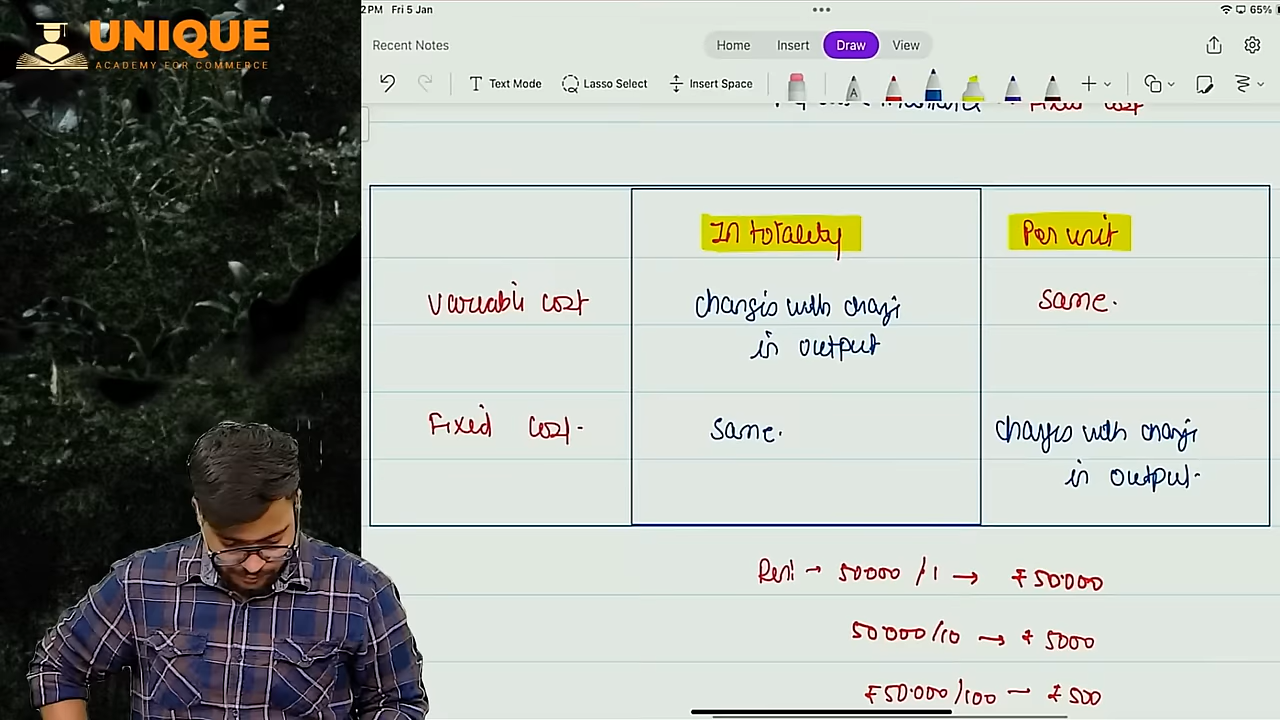 2PM Fri 5 Jan
65%
UNIQUE
ACADEMY FOR COMMERCE
Recent Notes
Home Insert Draw View
Text Mode Lasso Select Insert Space
A
Fixed cost
In totality Per unit
Variable cost changes with change in output same.
Fixed cost. same. changes with change in output.
Rent → 50000 / 1 → ₹50000
50000/10 → ₹ 5000
₹50000/100 — ₹500